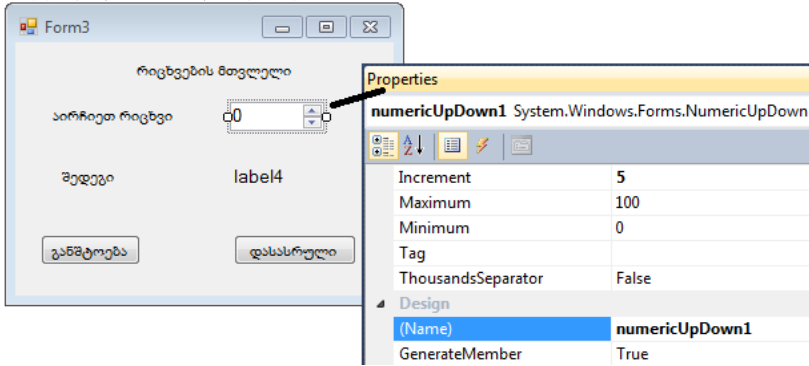 Form3
რიცხვების მთვლელი
აირჩიეთ რიცხვი
0
შედეგი
label4
განშტოება
დასასრული
Properties
numericUpDown1 System.Windows.Forms.NumericUpDown
Increment 5
Maximum 100
Minimum 0
Tag
ThousandsSeparator False
Design
(Name) numericUpDown1
GenerateMember True